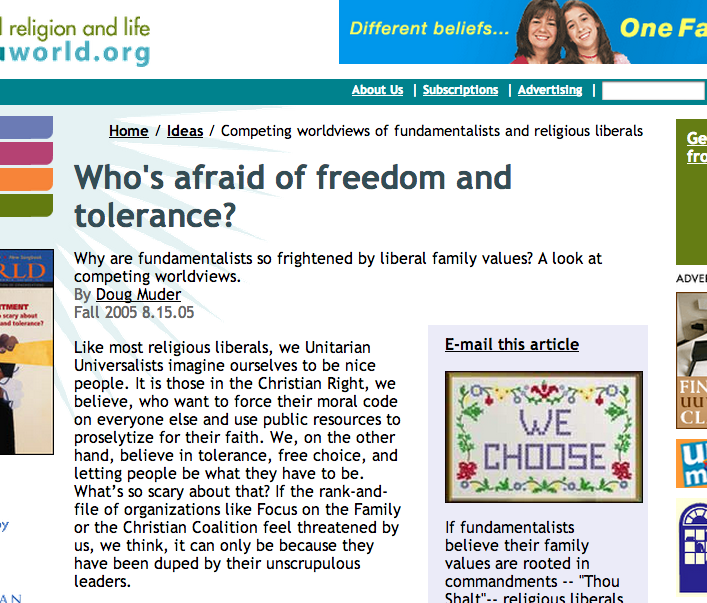 religion and life
uworld.org
Different beliefs... One Fa
About Us | Subscriptions | Advertising |
Home / Ideas / Competing worldviews of fundamentalists and religious liberals
Ge
fro
Who's afraid of freedom and
tolerance?
Why are fundamentalists so frightened by liberal family values? A look at
competing worldviews.
By Doug Muder
Fall 2005 8.15.05
RLD
ITMENT
o scary about
and tolerance?
Like most religious liberals, we Unitarian
Universalists imagine ourselves to be nice
people. It is those in the Christian Right, we
believe, who want to force their moral code
on everyone else and use public resources to
proselytize for their faith. We, on the other
hand, believe in tolerance, free choice, and
letting people be what they have to be.
What's so scary about that? If the rank-and-
file of organizations like Focus on the Family
or the Christian Coalition feel threatened by
us, we think, it can only be because they
have been duped by their unscrupulous
leaders.
E-mail this article
WE
CHOOSE
If fundamentalists
believe their family
values are rooted in
commandments -- "Thou
Shalt"-- religious liberals
ADVER
FIN
UU
CL
u
m
by
AN